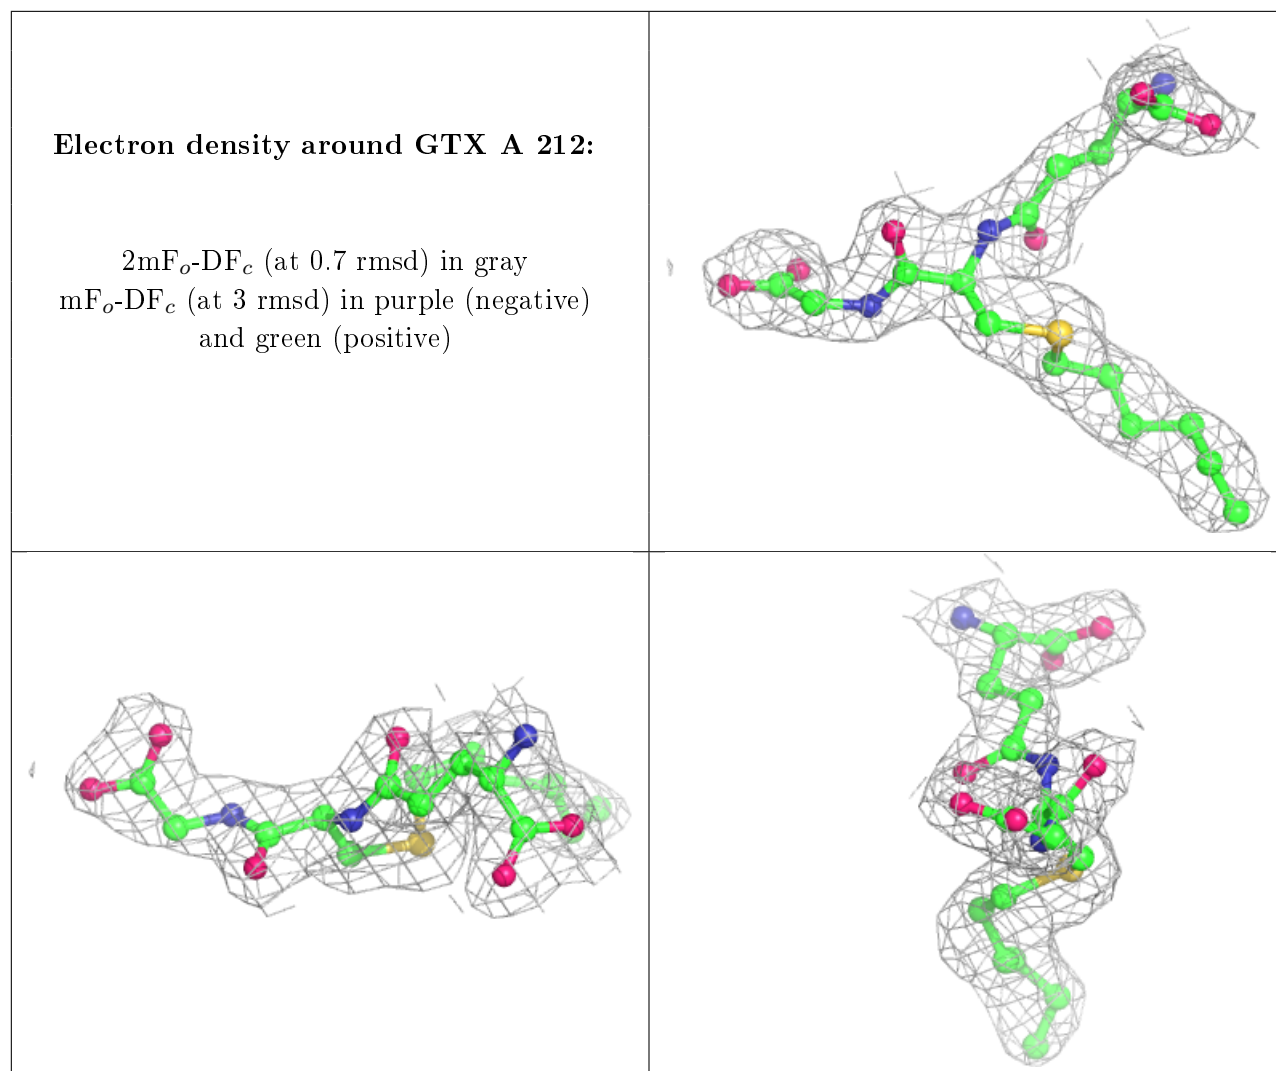 Electron density around GTX A 212:
2mFo-DFc (at 0.7 rmsd) in gray
mFo-DFc (at 3 rmsd) in purple (negative)
and green (positive)